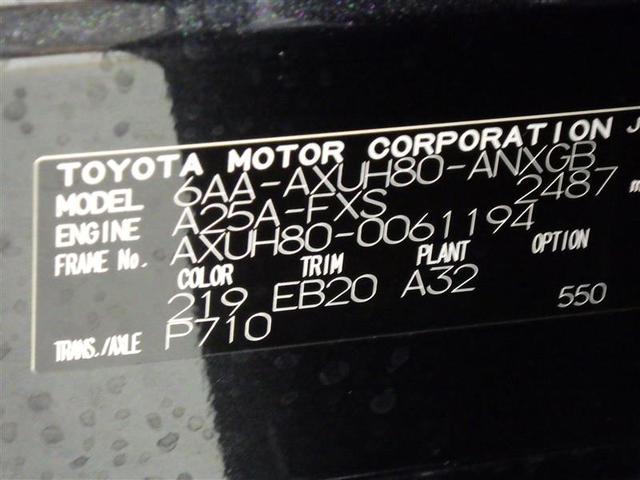 TOYOTA MOTOR CORPORATION J
MODEL 6AA-AXUH80-ANXGB
ENGINE A25A-FXS 2487
FRAME No. AXUH80-0061194
COLOR TRIM PLANT OPTION
219 EB20 A32 550
TRANS./AXLE P710